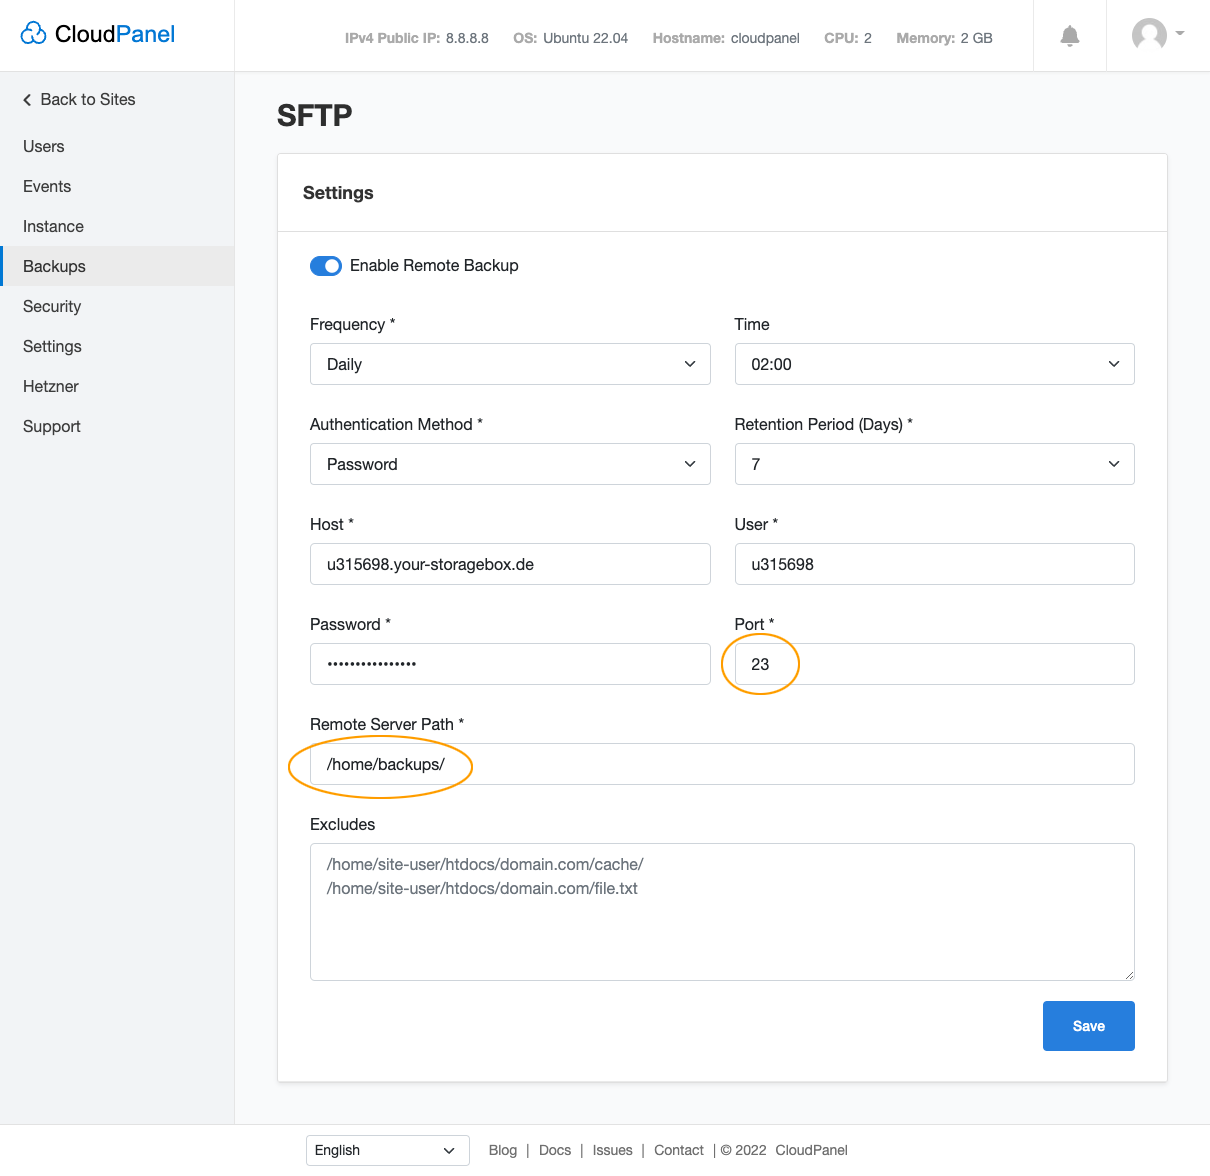 CloudPanel
IPv4 Public IP: 8.8.8.8 OS: Ubuntu 22.04 Hostname: cloudpanel CPU: 2 Memory: 2 GB
Back to Sites
Users
Events
Instance
Backups
Security
Settings
Hetzner
Support
SFTP
Settings
Enable Remote Backup
Frequency *
Daily
Time
02:00
Authentication Method *
Password
Retention Period (Days) *
7
Host *
u315698.your-storagebox.de
User *
u315698
Password *
••••••••••••••••
Port *
23
Remote Server Path *
/home/backups/
Excludes
/home/site-user/htdocs/domain.com/cache/
/home/site-user/htdocs/domain.com/file.txt
Save
English
Blog | Docs | Issues | Contact | © 2022 CloudPanel